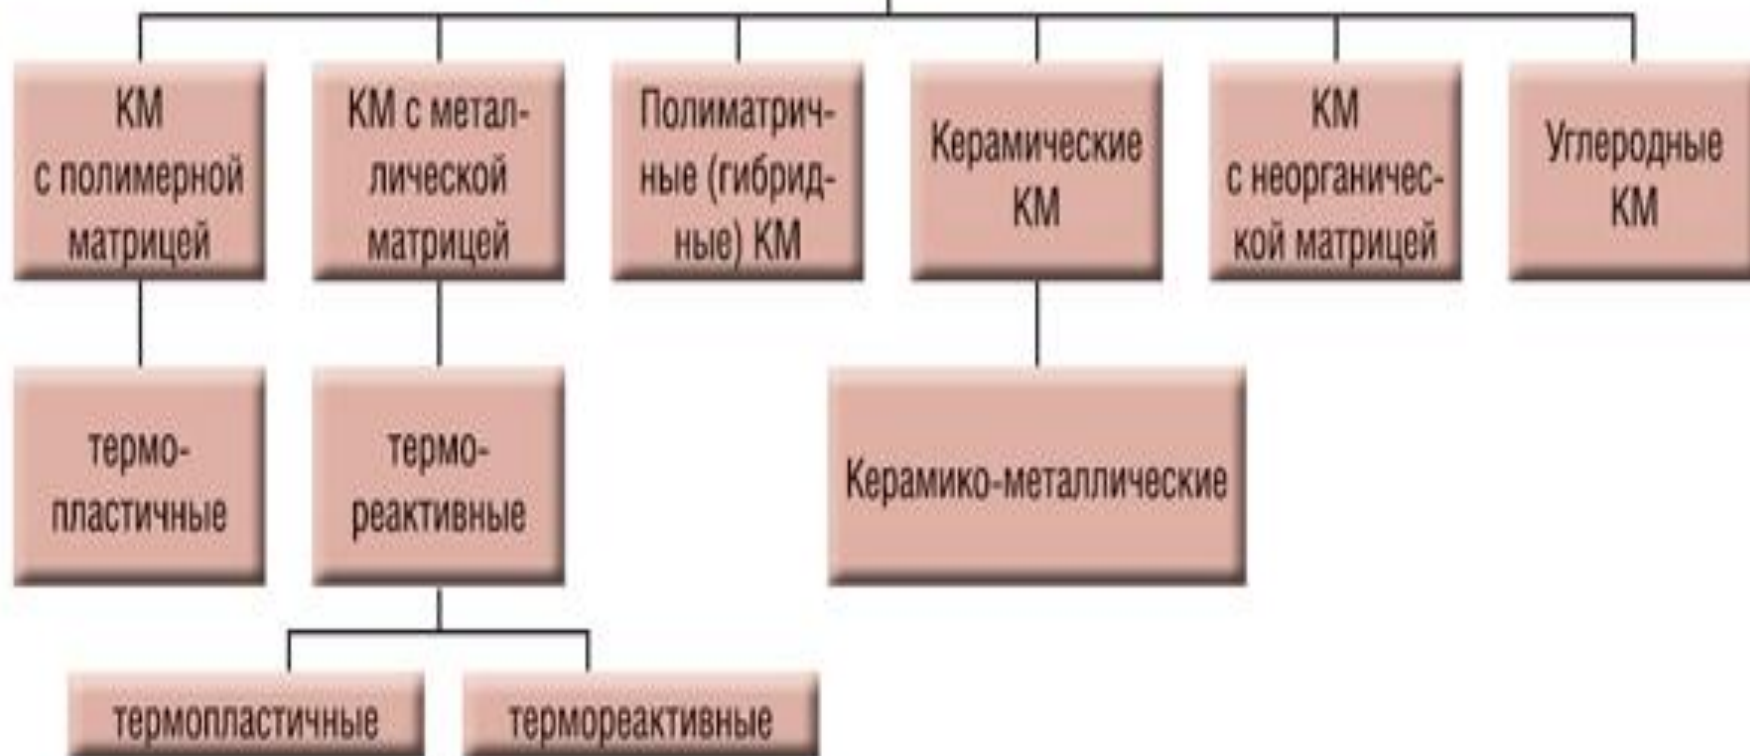 КМ
с полимерной
матрицей
КМ с метал-
лической
матрицей
Полиматрич-
ные (гибрид-
ные) КМ
Керамические
КМ
КМ
с неорганичес-
кой матрицей
Углеродные
КМ
термо-
пластичные
термо-
реактивные
Керамико-металлические
термопластичные
термореактивные